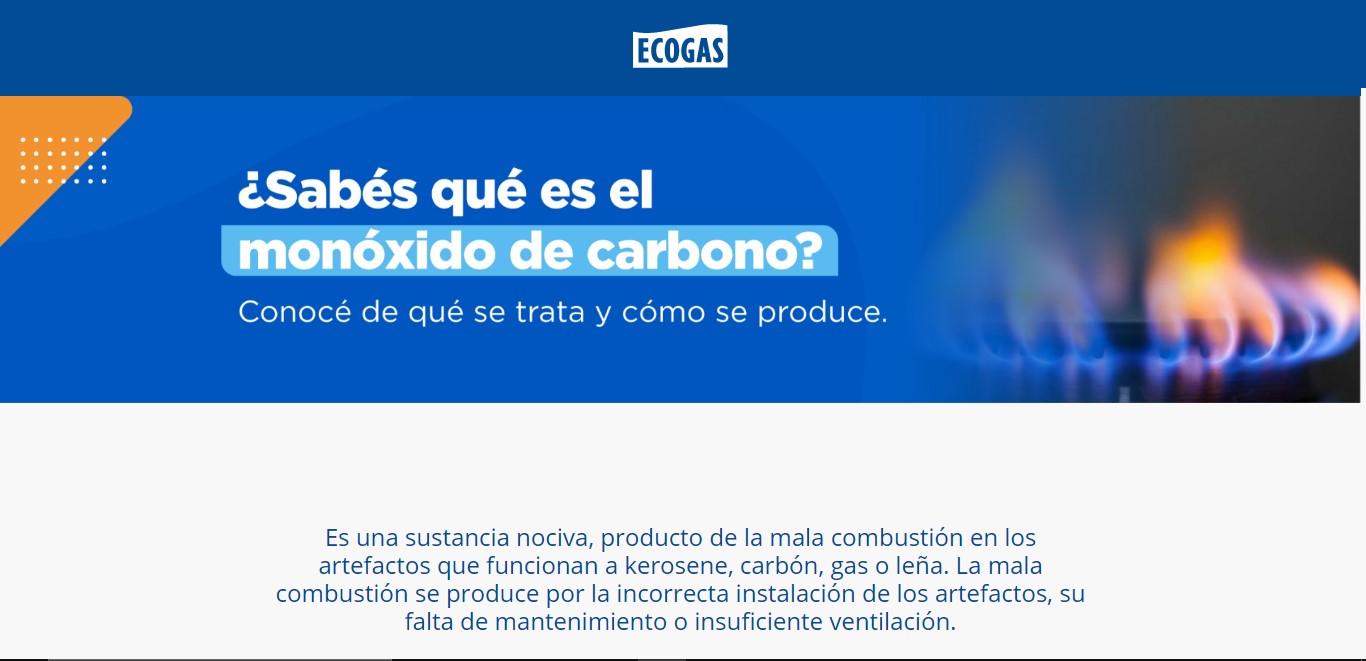 ECOGAS
¿Sabés qué es el
monóxido de carbono?
Conocé de qué se trata y cómo se produce.
Es una sustancia nociva, producto de la mala combustión en los
artefactos que funcionan a kerosene, carbón, gas o leña. La mala
combustión se produce por la incorrecta instalación de los artefactos, su
falta de mantenimiento o insuficiente ventilación.